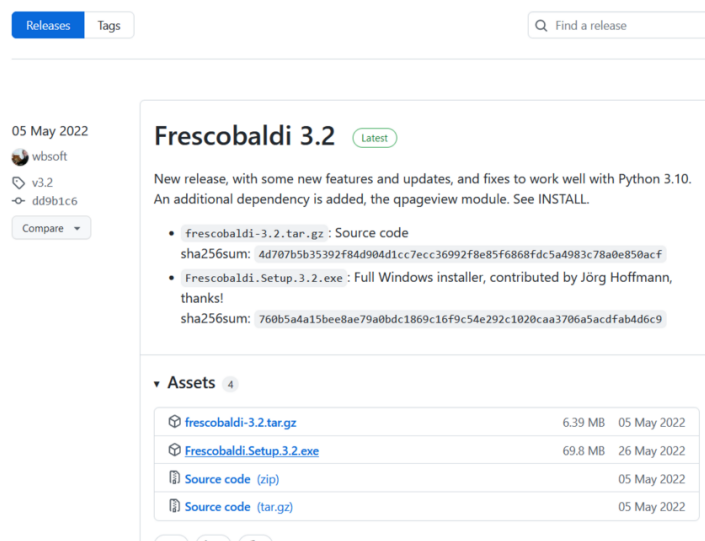 Releases
Tags
Find a release
05 May 2022
wbsoft
v3.2
dd9b1c6
Compare
Frescobaldi 3.2
Latest
New release, with some new features and updates, and fixes to work well with Python 3.10.
An additional dependency is added, the qpageview module. See INSTALL.
frescobaldi-3.2.tar.gz : Source code
sha256sum: 4d707b5b35392f84d904d1cc7ecc36992f8e85f6868fdc5a4983c78a0e850acf
Frescobaldi.Setup.3.2.exe : Full Windows installer, contributed by Jörg Hoffmann,
thanks!
sha256sum: 760b5a4a15bee8ae79a0bdc1869c16f9c54e292c1020caa3706a5acdfab4d6c9
Assets 4
frescobaldi-3.2.tar.gz 6.39 MB 05 May 2022
Frescobaldi.Setup.3.2.exe 69.8 MB 26 May 2022
Source code (zip) 05 May 2022
Source code (tar.gz) 05 May 2022